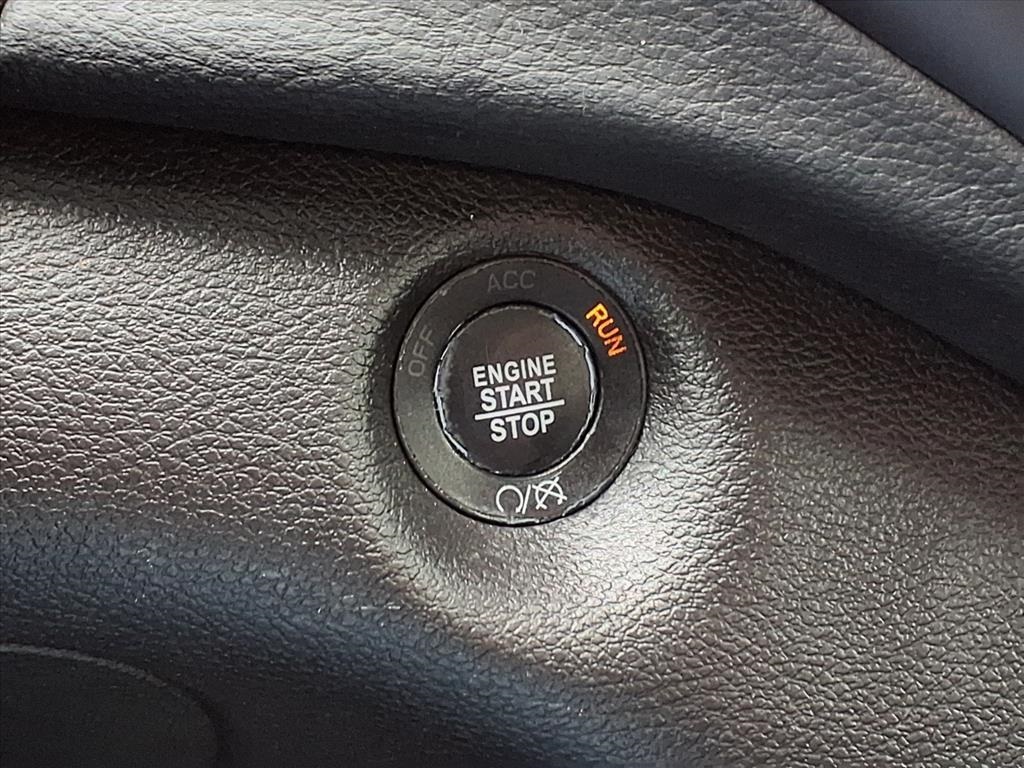 ACC
OFF
RUN
ENGINE
START
STOP